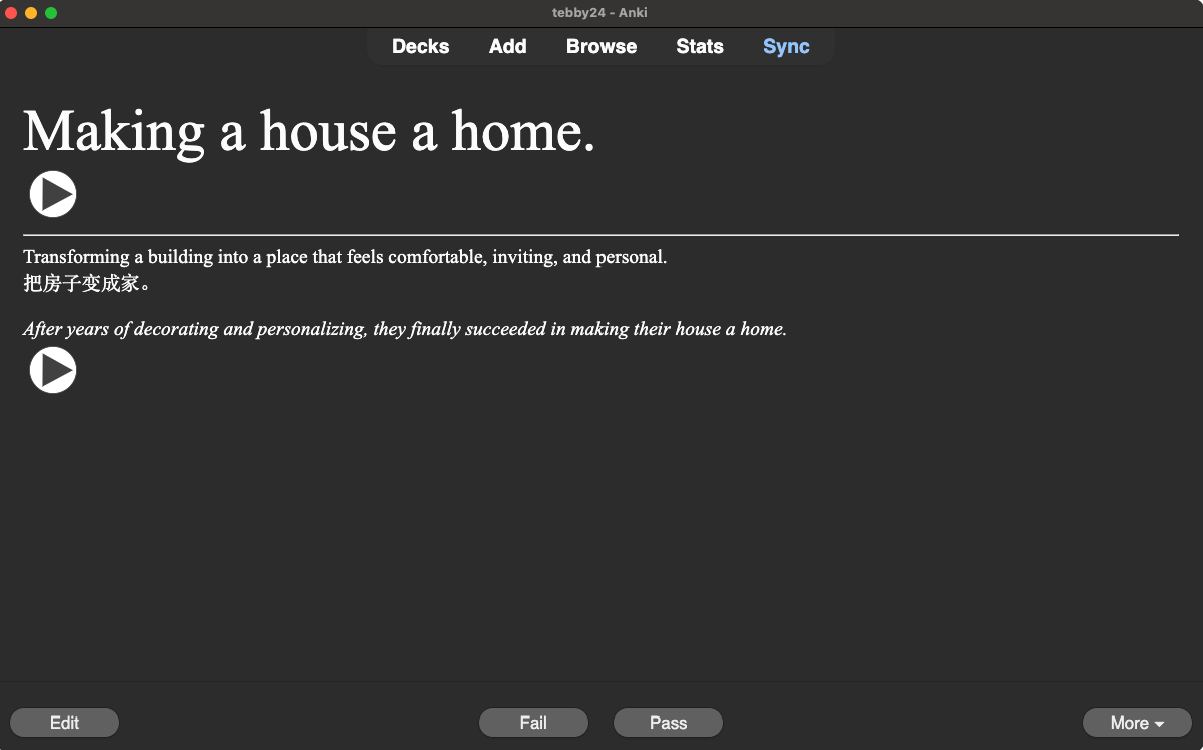 tebby24 - Anki
Decks Add Browse Stats Sync
Making a house a home.
Transforming a building into a place that feels comfortable, inviting, and personal.
把房子变成家。
After years of decorating and personalizing, they finally succeeded in making their house a home.
Edit Fail Pass More